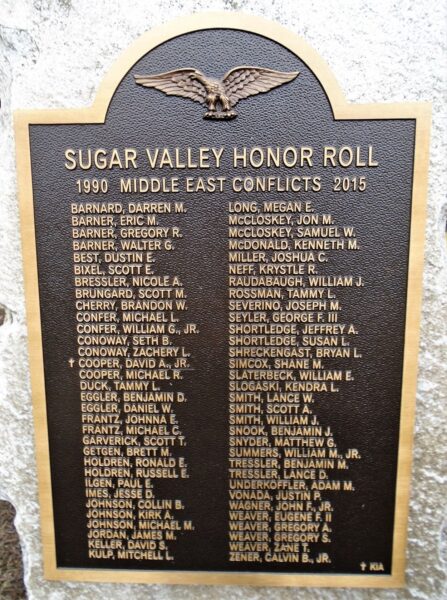 SUGAR VALLEY HONOR ROLL
1990 MIDDLE EAST CONFLICTS 2015
BARNARD, DARREN M.
BARNER, ERIC M.
BARNER, GREGORY R.
BARNER, WALTER G.
BEST, DUSTIN E.
BIXEL, SCOTT E.
BRESSLER, NICOLE A.
BRUNGARD, SCOTT M.
CHERRY, BRANDON W.
CONFER, MICHAEL L.
CONFER, WILLIAM G., JR.
CONOWAY, SETH B.
CONOWAY, ZACHERY L.
✝ COOPER, DAVID A., JR.
COOPER, MICHAEL R.
DUCK, TAMMY L.
EGGLER, BENJAMIN D.
EGGLER, DANIEL W.
FRANTZ, JOHNNA E.
FRANTZ, MICHAEL C.
GARVERICK, SCOTT T.
GETGEN, BRETT M.
HOLDREN, RONALD E.
HOLDREN, RUSSELL E.
ILGEN, PAUL E.
IMES, JESSE D.
JOHNSON, COLLIN B.
JOHNSON, KIRK A.
JOHNSON, MICHAEL M.
JORDAN, JAMES M.
KELLER, DAVID S.
KULP, MITCHELL L.
LONG, MEGAN E.
MCCLOSKEY, JON M.
MCCLOSKEY, SAMUEL W.
MCDONALD, KENNETH M.
MILLER, JOSHUA C.
NEFF, KRYSTLE R.
RAUDABAUGH, WILLIAM J.
ROSSMAN, TAMMY L.
SEVERINO, JOSEPH M.
SEYLER, GEORGE F. III
SHORTLEDGE, JEFFREY A.
SHORTLEDGE, SUSAN L.
SHRECKENGAST, BRYAN L.
SIMCOX, SHANE M.
SLATERBECK, WILLIAM E.
SLOGASKI, KENDRA L.
SMITH, LANCE W.
SMITH, SCOTT A.
SMITH, WILLIAM J.
SNOOK, BENJAMIN J.
SNYDER, MATTHEW G.
SUMMERS, WILLIAM M., JR.
TRESSLER, BENJAMIN M.
TRESSLER, LANCE D.
UNDERKOFFLER, ADAM M.
VONADA, JUSTIN P.
WAGNER, JOHN F., JR.
WEAVER, EUGENE F. II
WEAVER, GREGORY A.
WEAVER, GREGORY S.
WEAVER, ZANE T.
ZENER, CALVIN B., JR.
✝ KIA